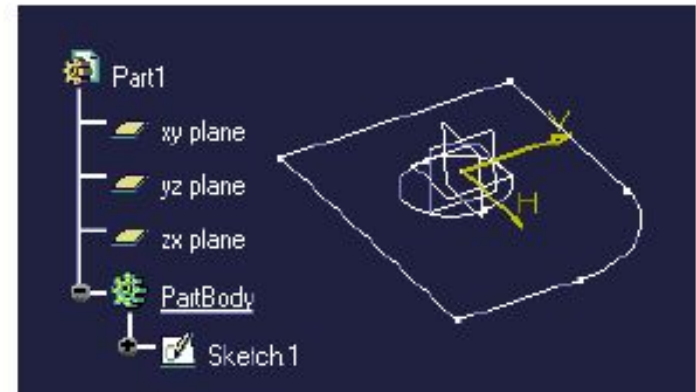 Part1
xy plane
yz plane
zx plane
PartBody
Sketch.1
V
H